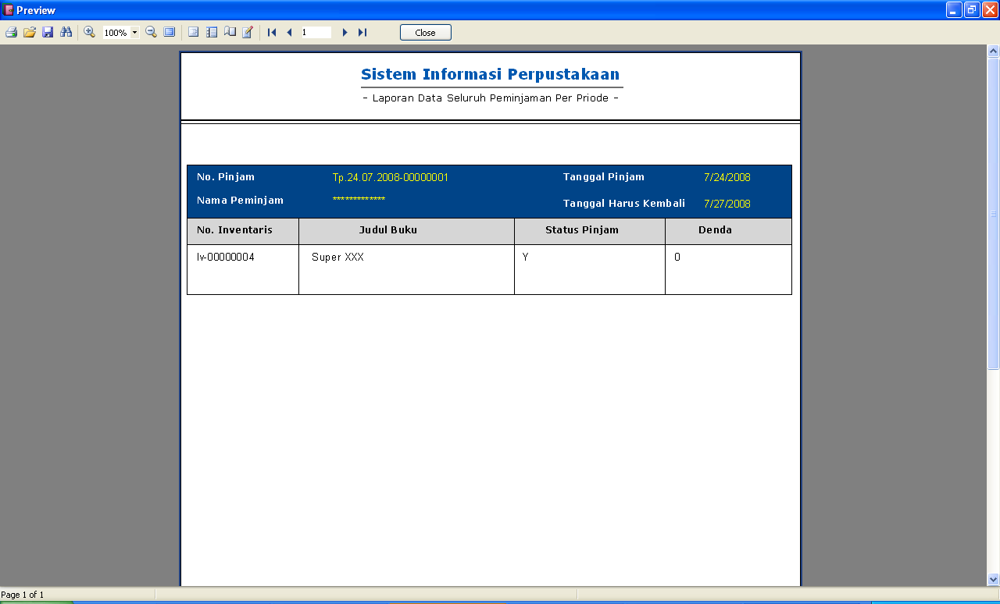 Preview
100%
1
Close
Sistem Informasi Perpustakaan
- Laporan Data Seluruh Peminjaman Per Priode -
No. Pinjam Tp.24.07.2008-00000001 Tanggal Pinjam 7/24/2008
Nama Peminjam ************* Tanggal Harus Kembali 7/27/2008
No. Inventaris Judul Buku Status Pinjam Denda
Iv-00000004 Super XXX Y 0
Page 1 of 1